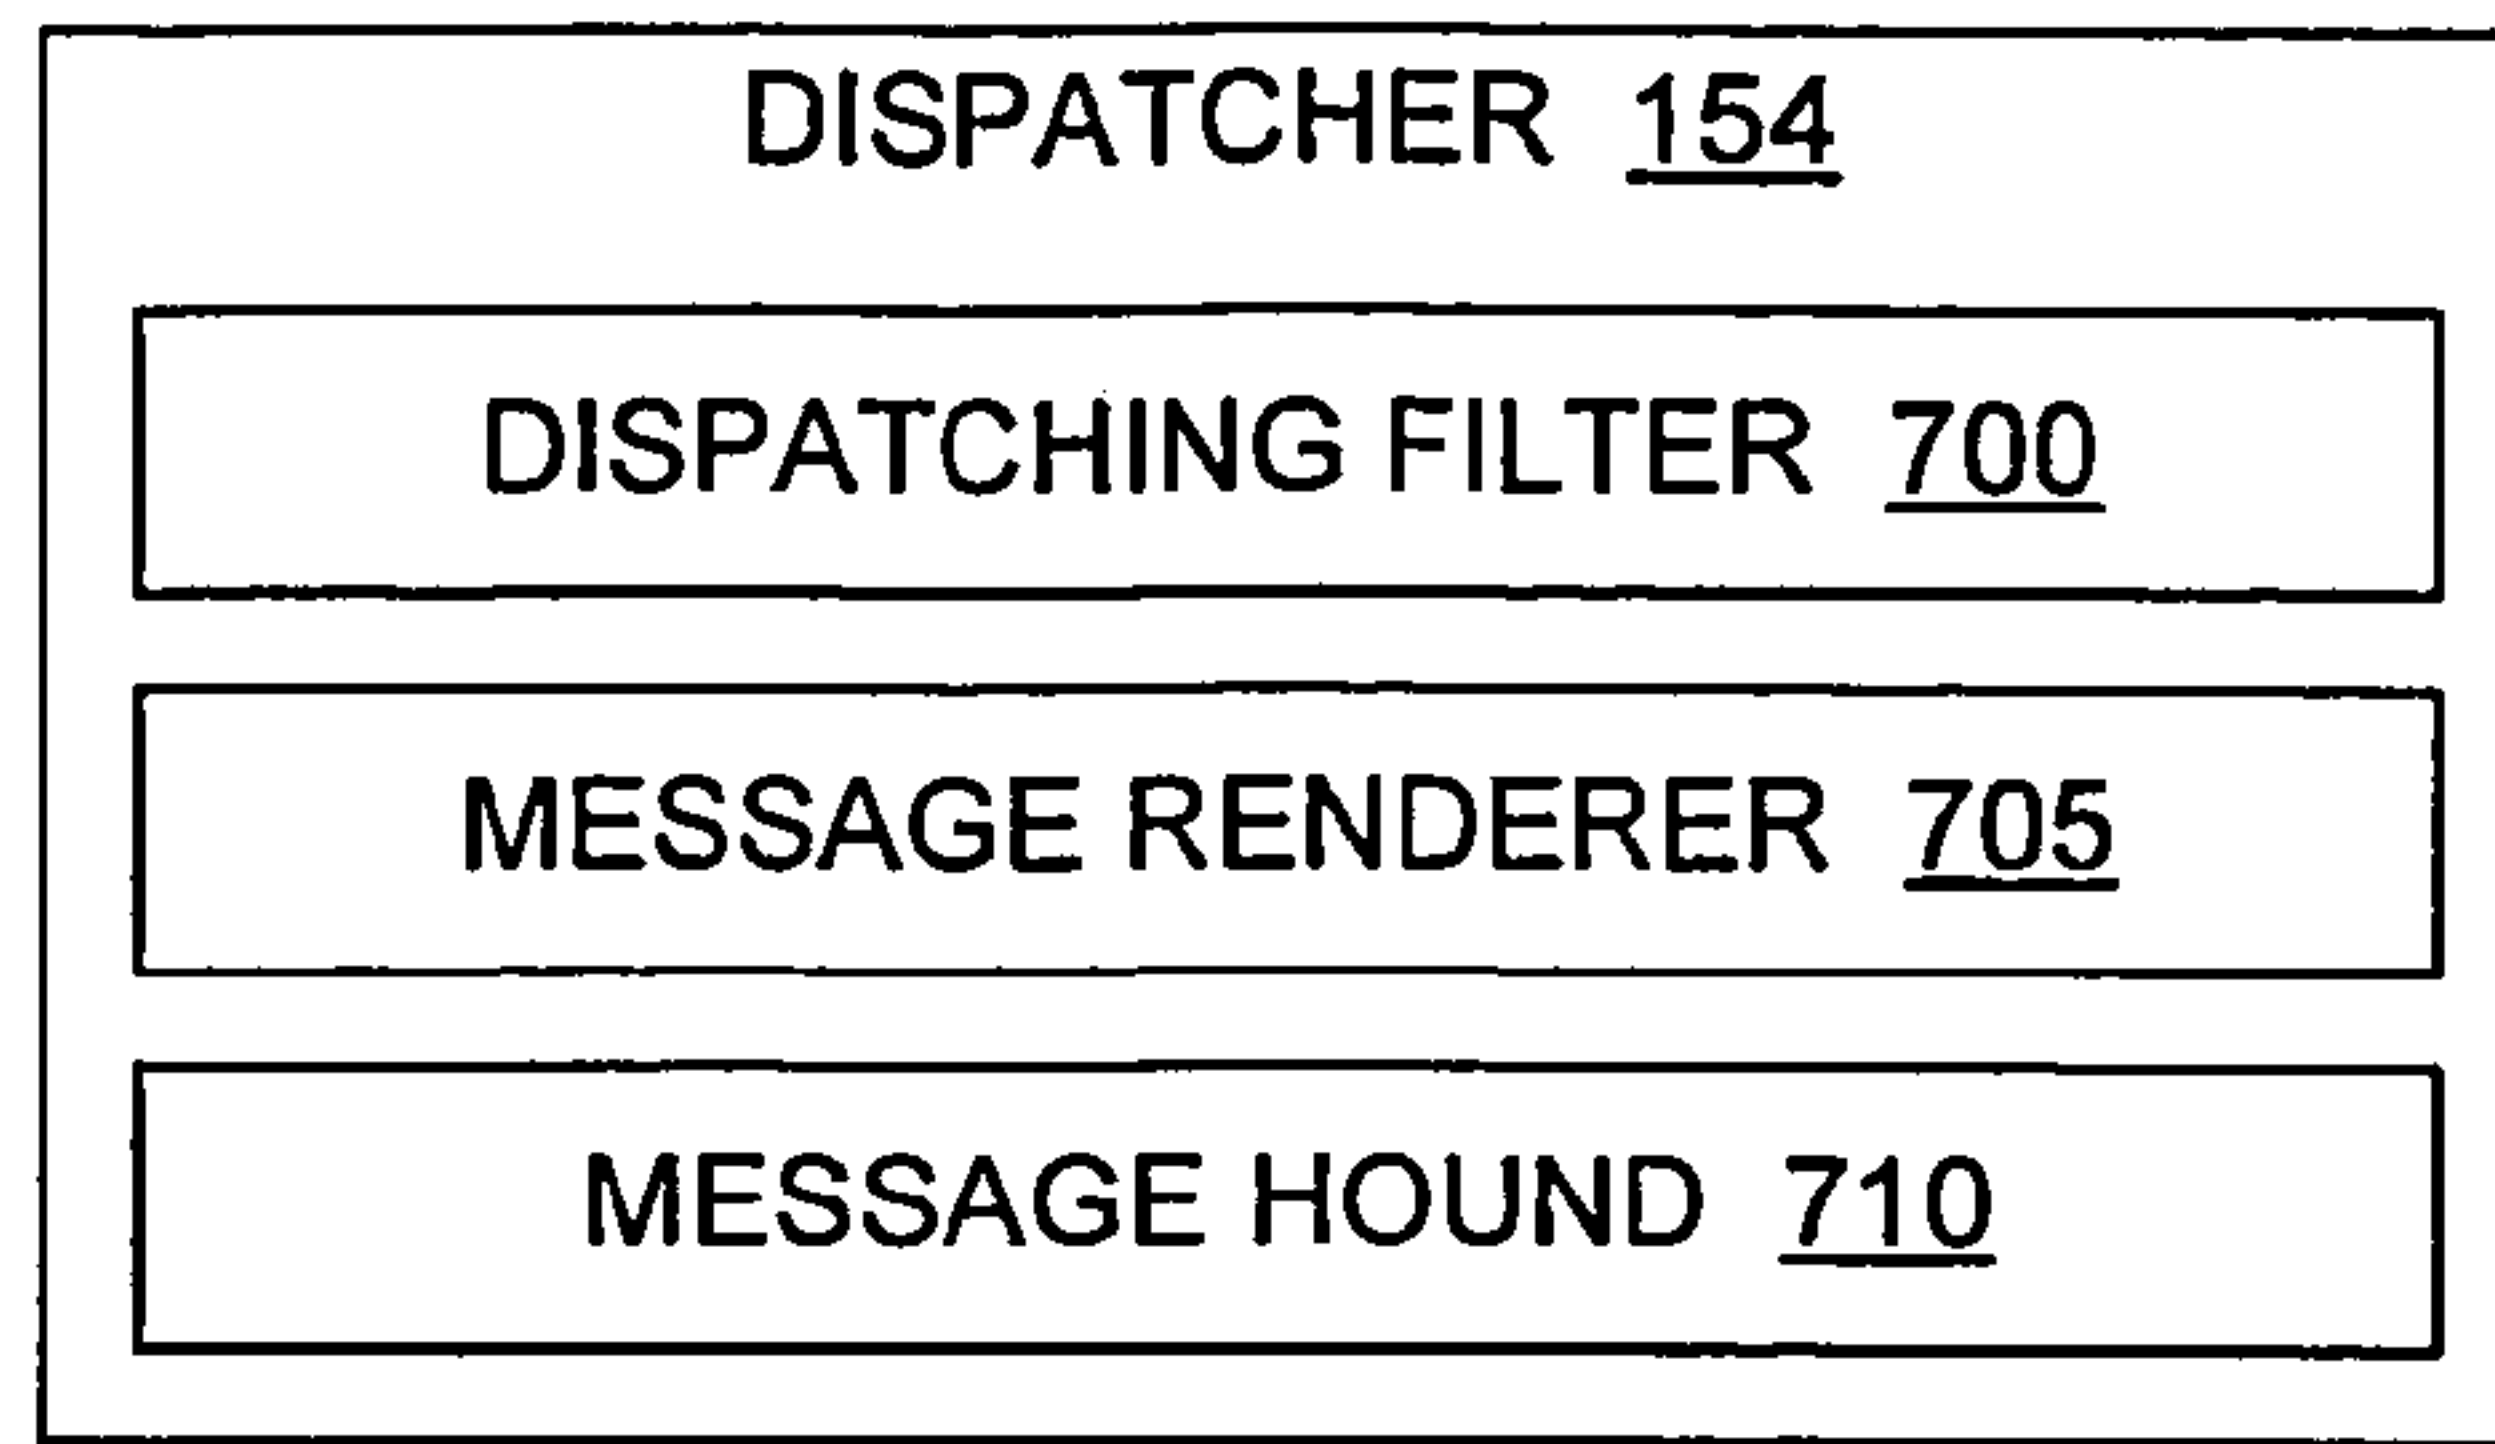 DISPATCHER 154
DISPATCHING FILTER 700
MESSAGE RENDERER 705
MESSAGE HOUND 710